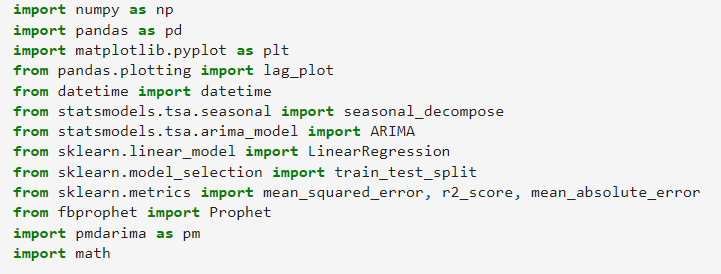 import numpy as np
import pandas as pd
import matplotlib.pyplot as plt
from pandas.plotting import lag_plot
from datetime import datetime
from statsmodels.tsa.seasonal import seasonal_decompose
from statsmodels.tsa.arima_model import ARIMA
from sklearn.linear_model import LinearRegression
from sklearn.model_selection import train_test_split
from sklearn.metrics import mean_squared_error, r2_score, mean_absolute_error
from fbprophet import Prophet
import pmdarima as pm
import math